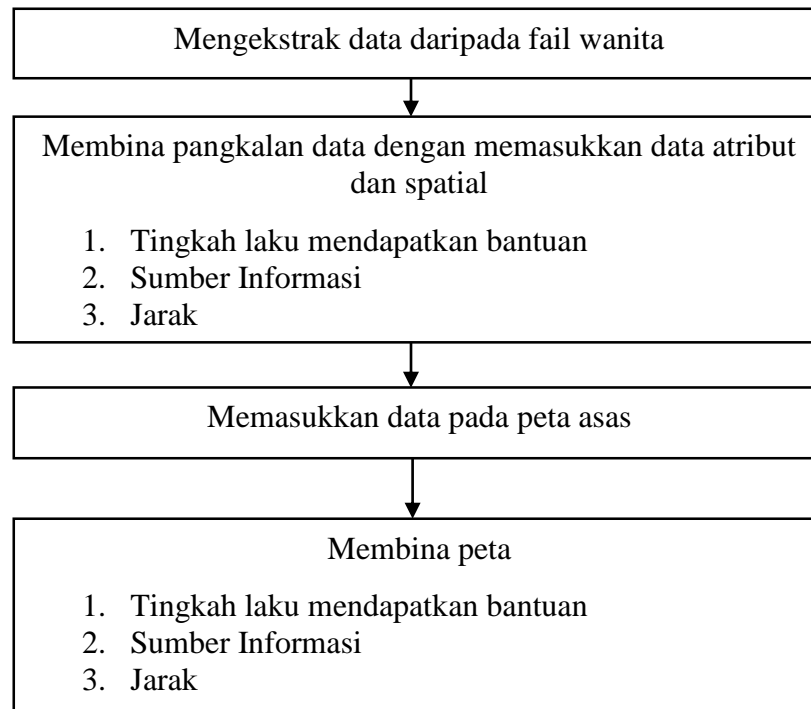 Mengekstrak data daripada fail wanita
Membina pangkalan data dengan memasukkan data atribut
dan spatial
1. Tingkah laku mendapatkan bantuan
2. Sumber Informasi
3. Jarak
Memasukkan data pada peta asas
Membina peta
1. Tingkah laku mendapatkan bantuan
2. Sumber Informasi
3. Jarak